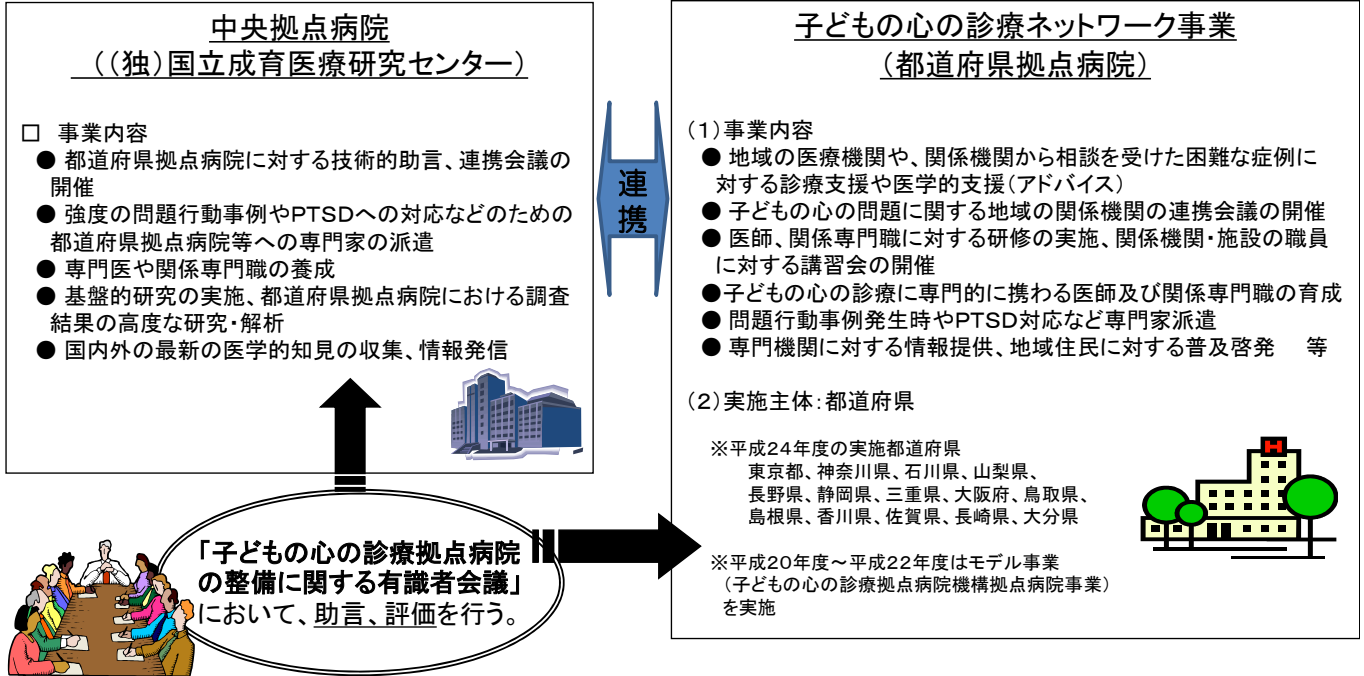 中央拠点病院
((独)国立成育医療研究センター)
□ 事業内容
● 都道府県拠点病院に対する技術的助言、連携会議の
開催
● 強度の問題行動事例やPTSDへの対応などのための
都道府県拠点病院等への専門家の派遣
● 専門医や関係専門職の養成
● 基盤的研究の実施、都道府県拠点病院における調査
結果の高度な研究・解析
● 国内外の最新の医学的知見の収集、情報発信
連携
子どもの心の診療ネットワーク事業
(都道府県拠点病院)
(1)事業内容
● 地域の医療機関や、関係機関から相談を受けた困難な症例に
対する診療支援や医学的支援(アドバイス)
● 子どもの心の問題に関する地域の関係機関の連携会議の開催
● 医師、関係専門職に対する研修の実施、関係機関・施設の職員
に対する講習会の開催
●子どもの心の診療に専門的に携わる医師及び関係専門職の育成
● 問題行動事例発生時やPTSD対応など専門家派遣
● 専門機関に対する情報提供、地域住民に対する普及啓発 等
(2)実施主体:都道府県
※平成24年度の実施都道府県
東京都、神奈川県、石川県、山梨県、
長野県、静岡県、三重県、大阪府、鳥取県、
島根県、香川県、佐賀県、長崎県、大分県
※平成20年度~平成22年度はモデル事業
(子どもの心の診療拠点病院機構拠点病院事業)
を実施
H
「子どもの心の診療拠点病院
の整備に関する有識者会議」
において、助言、評価を行う。